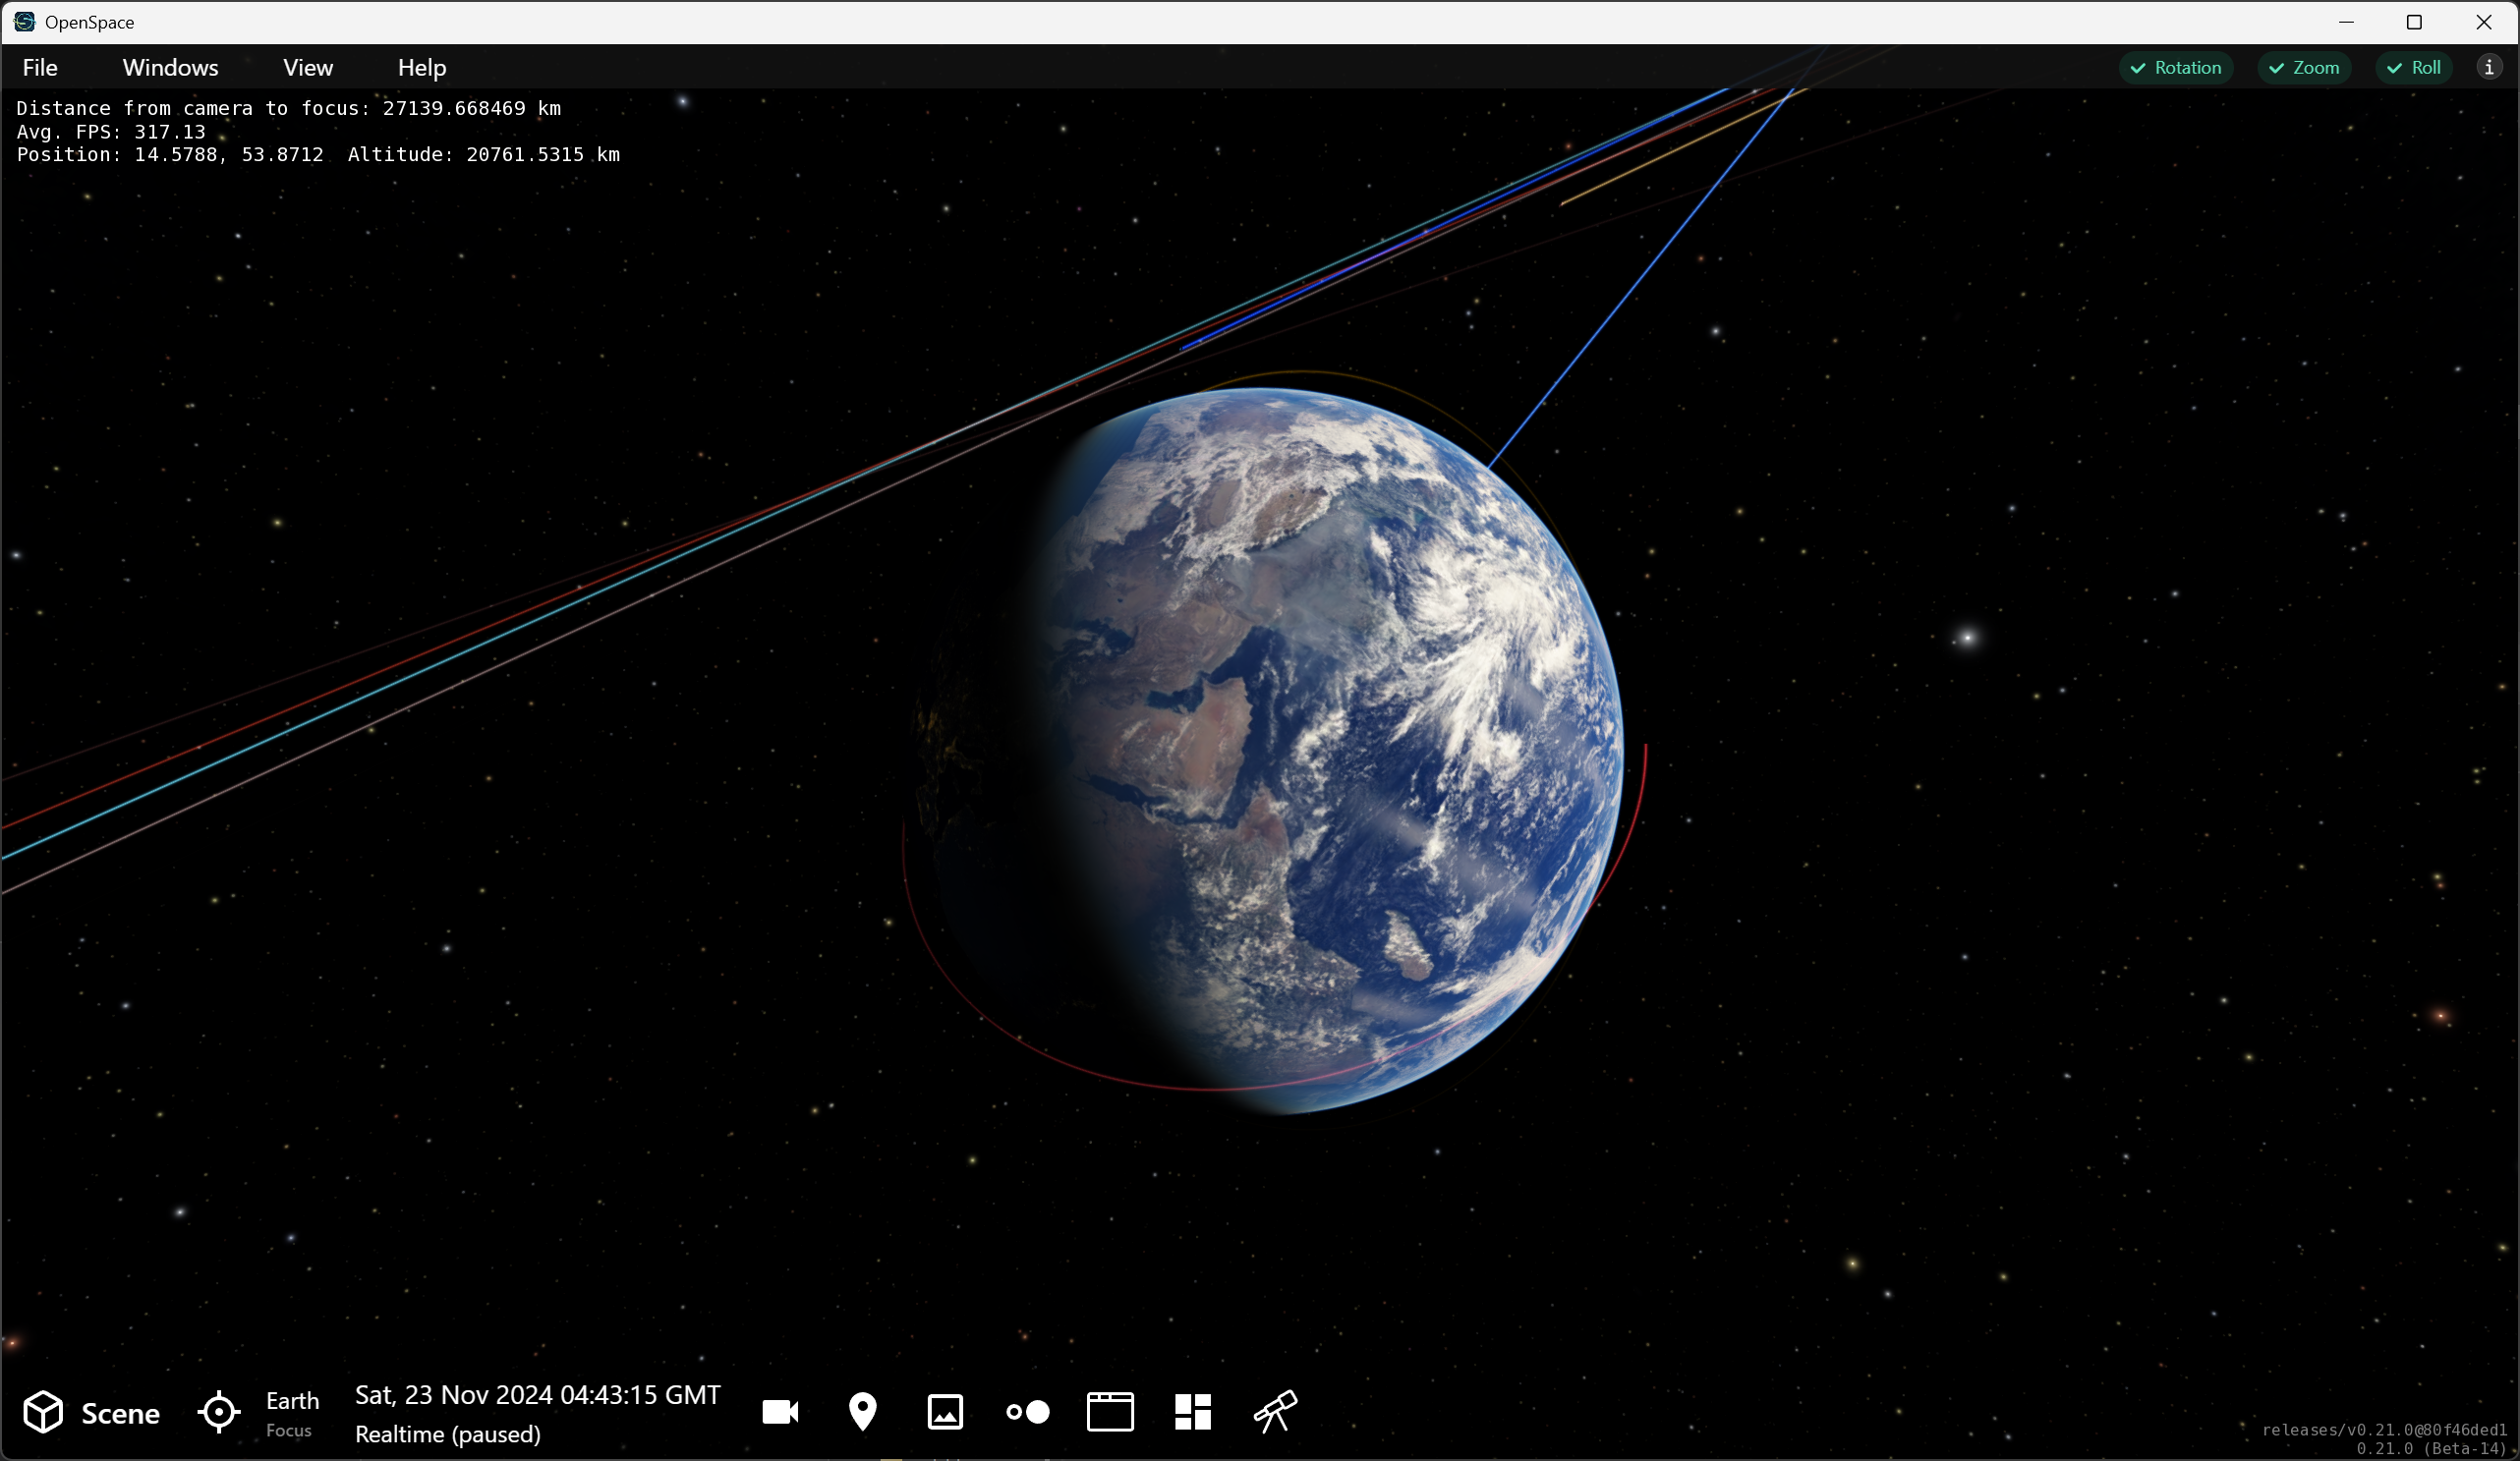 OpenSpace
File Windows View Help Rotation Zoom Roll
Distance from camera to focus: 27139.668469 km
Avg. FPS: 317.13
Position: 14.5788, 53.8712 Altitude: 20761.5315 km
Scene
Earth
Focus
Sat, 23 Nov 2024 04:43:15 GMT
Realtime (paused)
releases/v0.21.0@80f46ded1
0.21.0 (Beta-14)